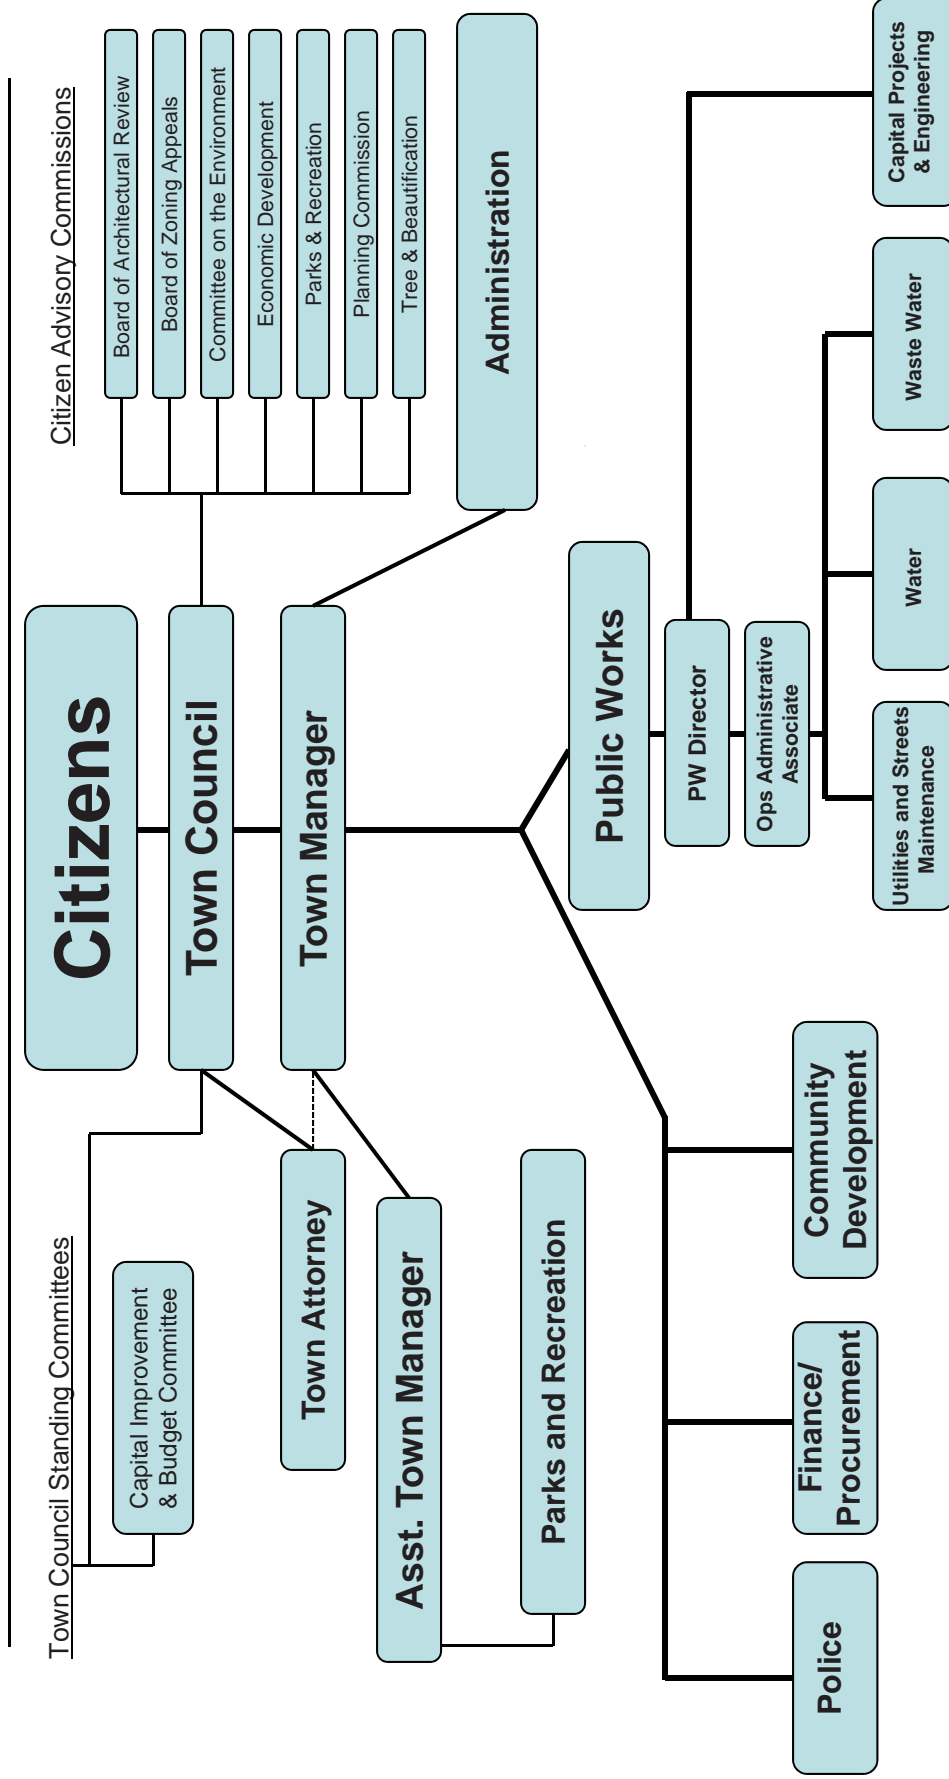 Town Council Standing Committees
Citizen Advisory Commissions
Citizens
Capital Improvement
& Budget Committee
Board of Architectural Review
Board of Zoning Appeals
Committee on the Environment
Economic Development
Parks & Recreation
Planning Commission
Tree & Beautification
Town Council
Town Attorney
Town Manager
Asst. Town Manager
Administration
Parks and Recreation
Public Works
PW Director
Ops Administrative
Associate
Police
Finance/
Procurement
Community
Development
Utilities and Streets
Maintenance
Water
Waste Water
Capital Projects
& Engineering